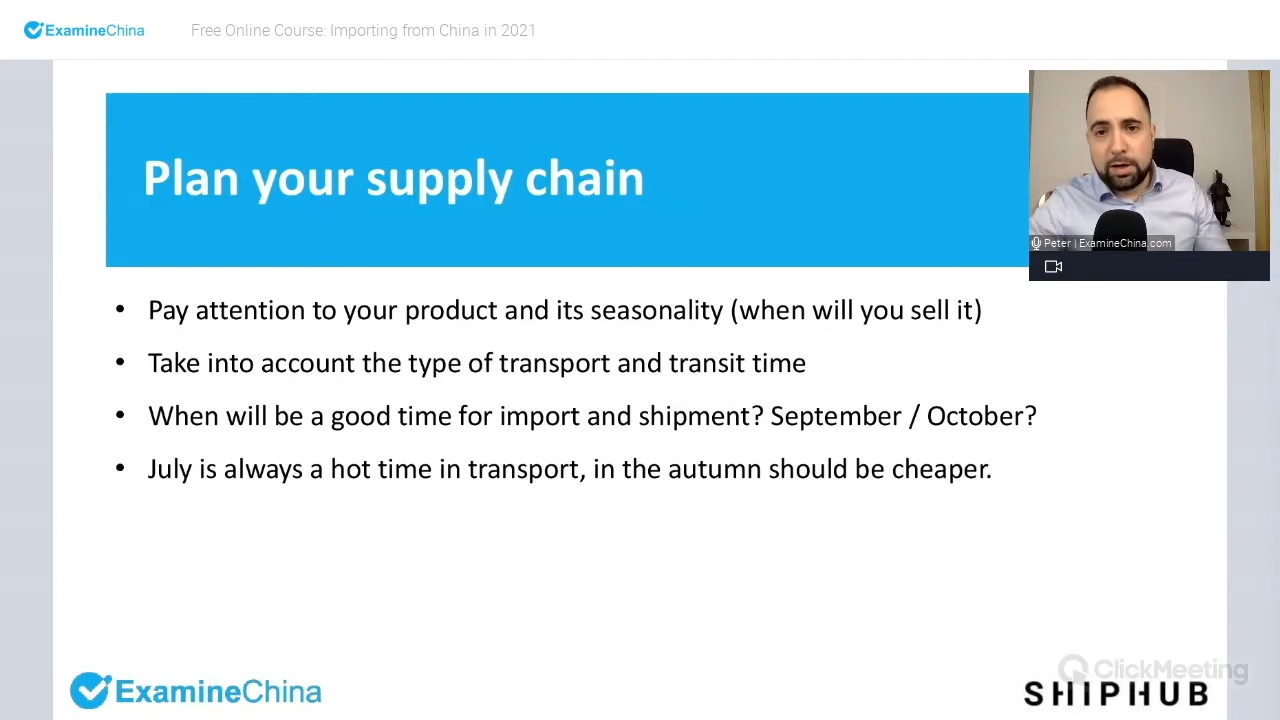 ExamineChina
Free Online Course: Importing from China in 2021
Plan your supply chain
Peter | ExamineChina.com
• Pay attention to your product and its seasonality (when will you sell it)
• Take into account the type of transport and transit time
• When will be a good time for import and shipment? September / October?
• July is always a hot time in transport, in the autumn should be cheaper.
ClickMeeting
ExamineChina
SHIPHUB